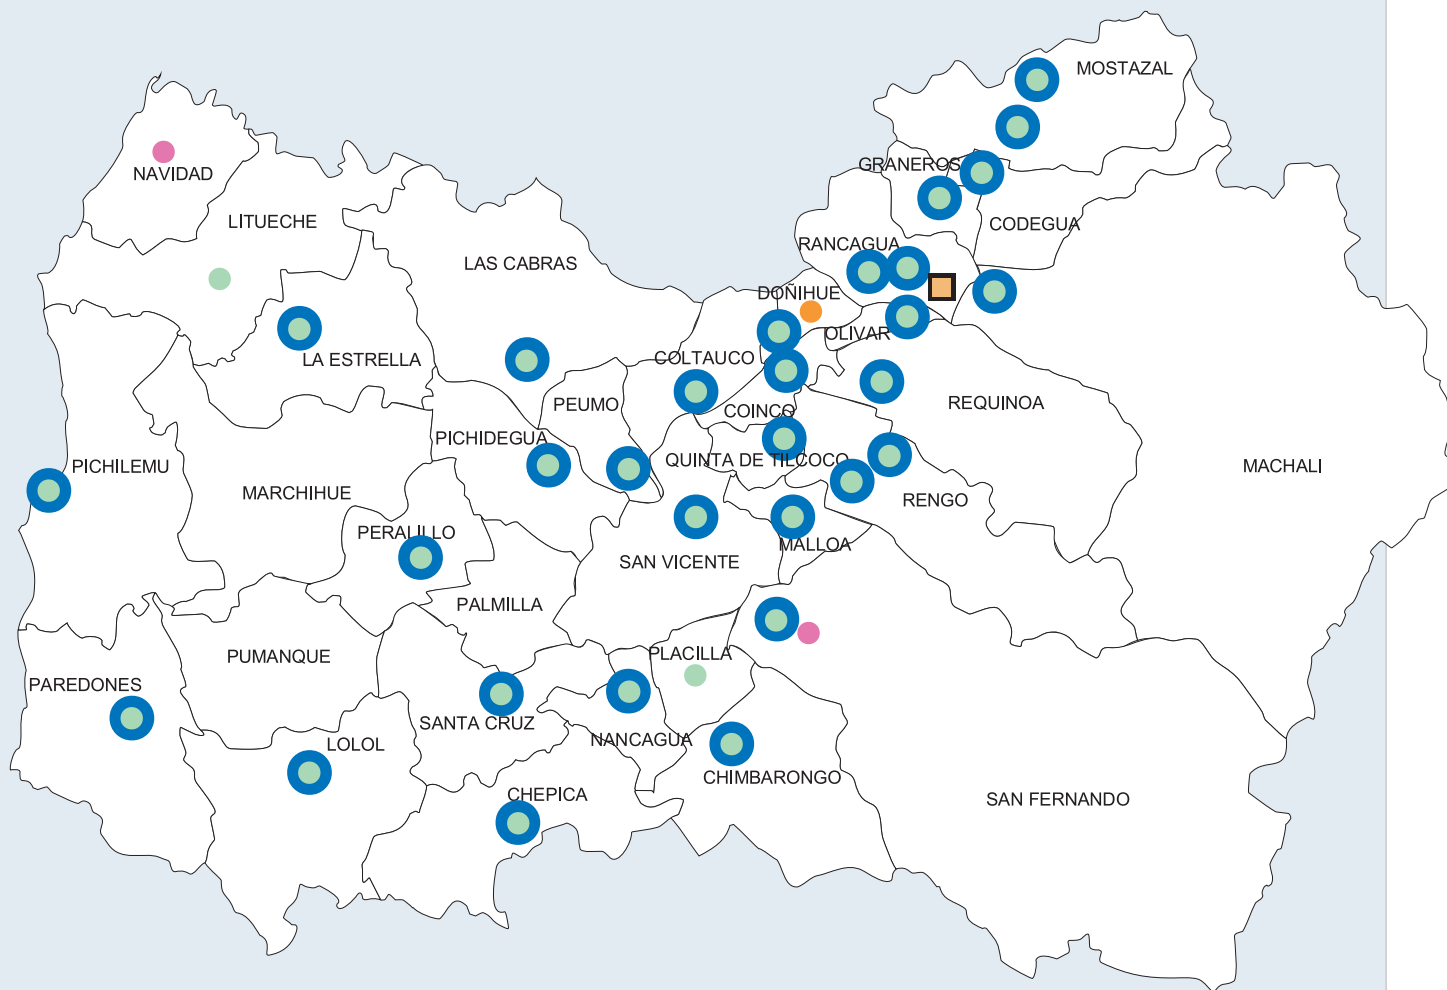 MOSTAZAL
GRANEROS
NAVIDAD
LITUECHE
CODEGUA
RANCAGUA
LAS CABRAS
DOÑIHUE
OLIVAR
LA ESTRELLA
COLTAUCO
PEUMO
COINCO
REQUINOA
PICHIDEGUA
QUINTA DE TILCOCO
PICHILEMU
MACHALI
MARCHIHUE
RENGO
PERALILLO
MALLOA
SAN VICENTE
PALMILLA
PLACILLA
PUMANQUE
PAREDONES
SANTA CRUZ
NANCAGUA
LOLOL
CHIMBARONGO
CHEPICA
SAN FERNANDO